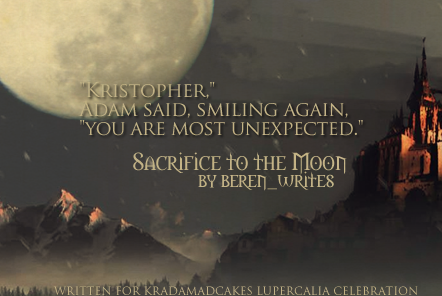 "Kristopher,"
Adam said, smiling again,
"you are most unexpected."
Sacrifice to the Moon
by beren_writes
Written for kradamadcakes Lupercalia Celebration